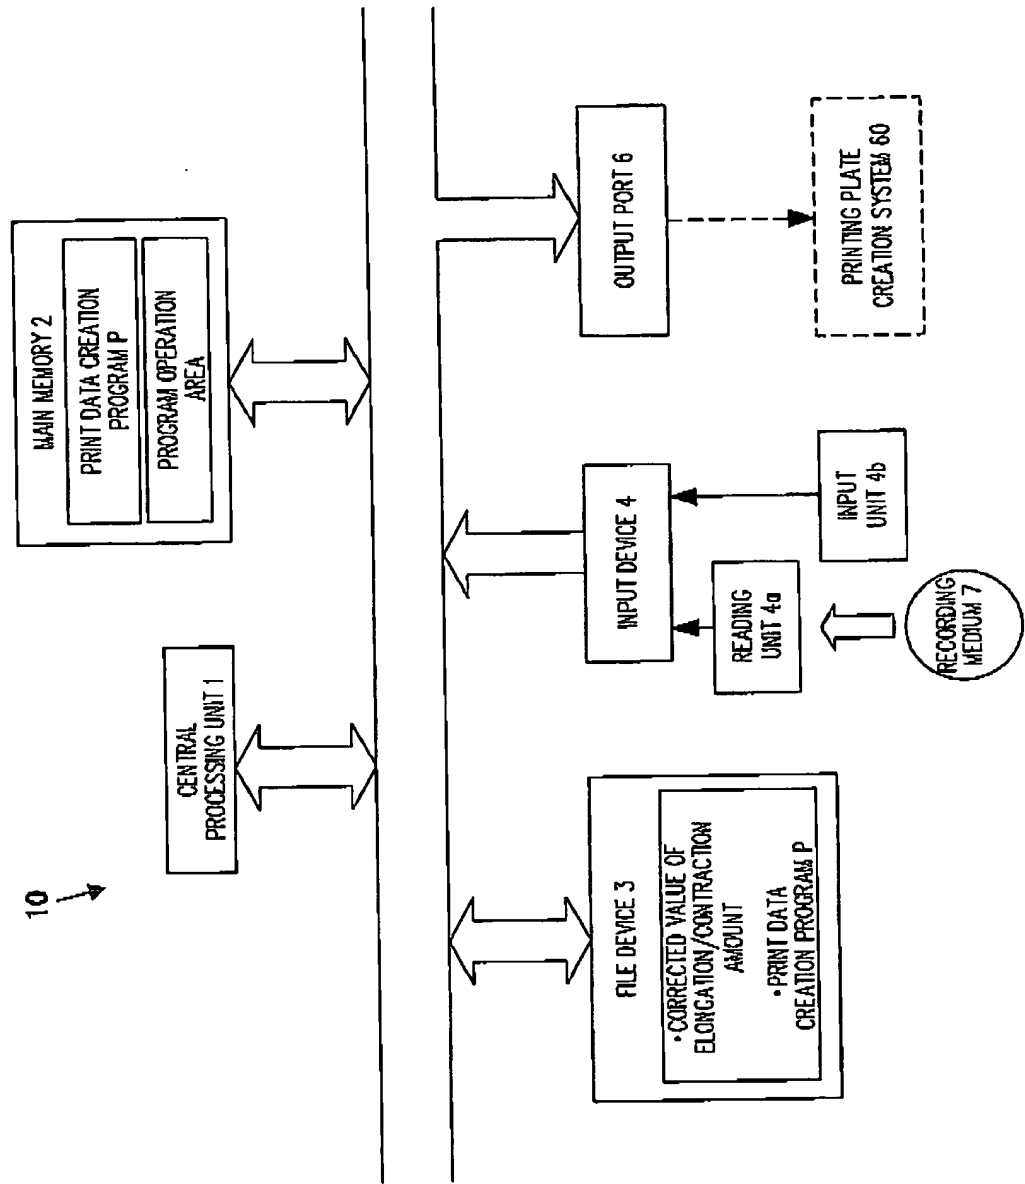 10
CENTRAL
PROCESSING UNIT 1
MAIN MEMORY 2
PRINT DATA CREATION
PROGRAM P
PROGRAM OPERATION
AREA
FILE DEVICE 3
•CORRECTED VALUE OF
ELONGATION/CONTRACTION
AMOUNT
•PRINT DATA
CREATION PROGRAM P
INPUT DEVICE 4
READING
UNIT 4a
INPUT
UNIT 4b
RECORDING
MEDIUM 7
OUTPUT PORT 6
PRINTING PLATE
CREATION SYSTEM 60